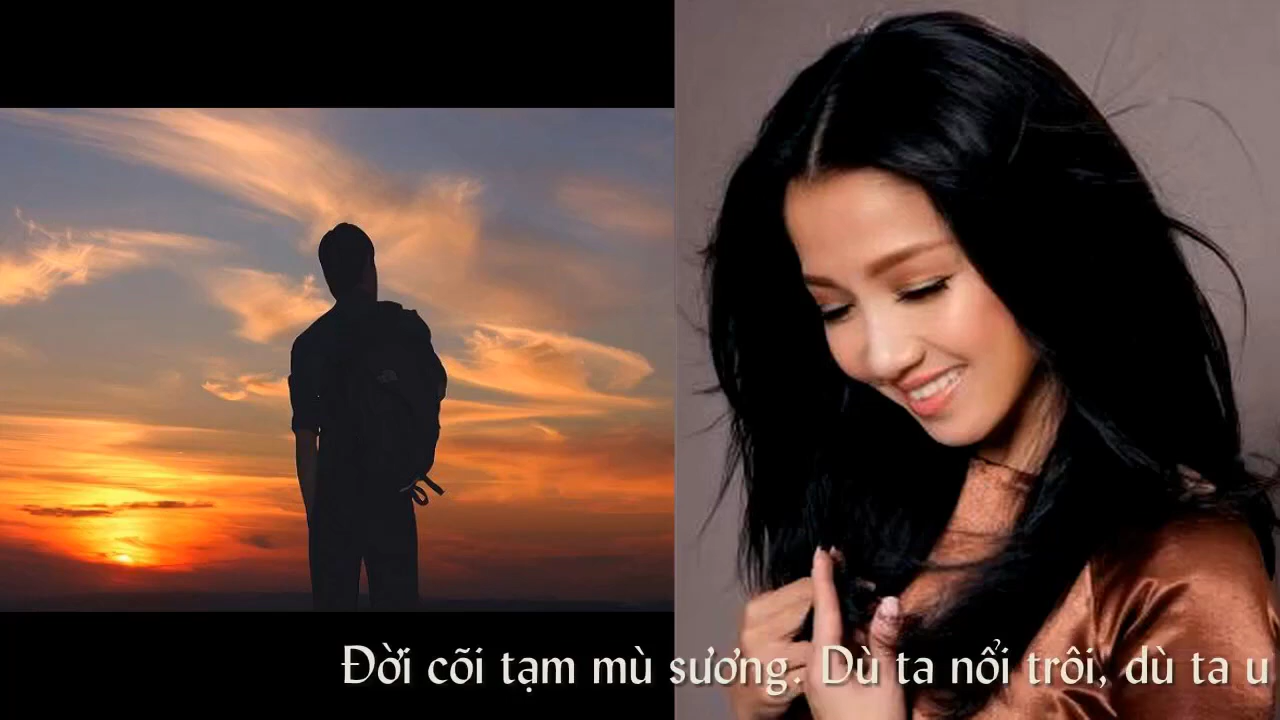 Đời cõi tạm mù sương. Dù ta nổi trôi, dù ta u